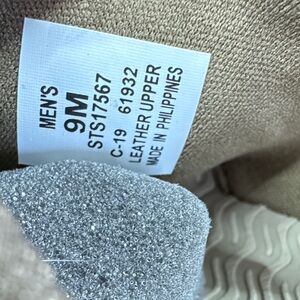 MEN'S
9M
STS17567
C-19 61932
LEATHER UPPER
MADE IN PHILIPPINES